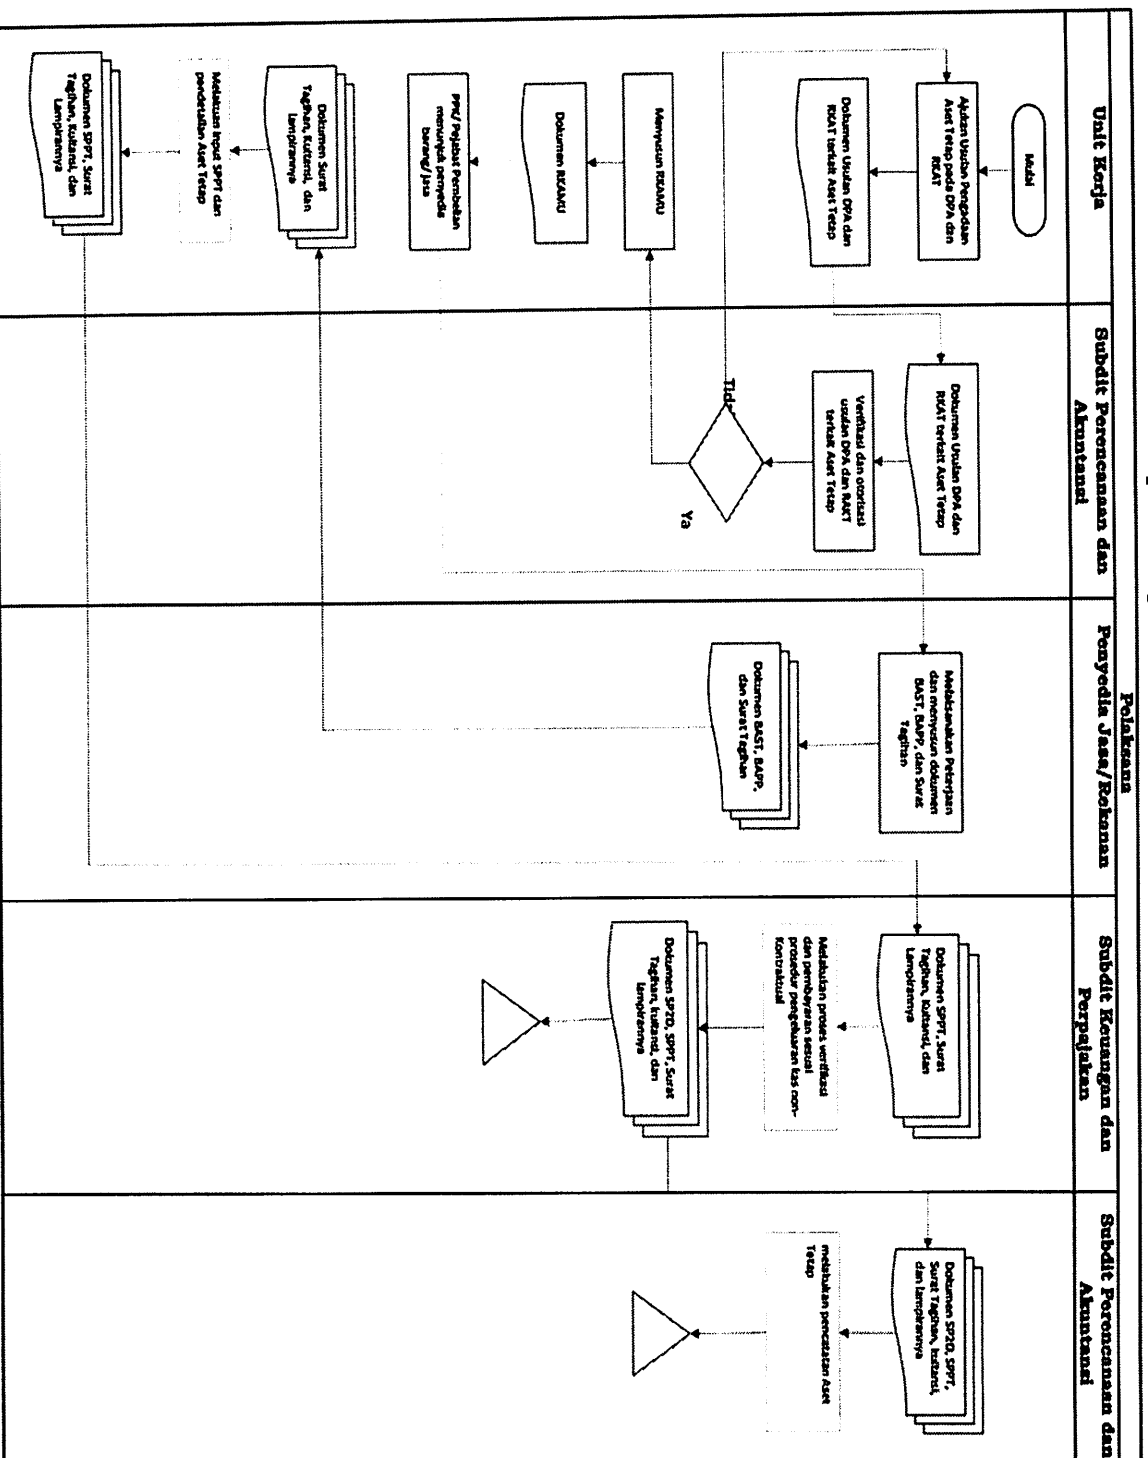 Pelaksana
Unit Kerja
Subdit Perencanaan dan
Akuntansi
Penyedia Jasa/Rekanan
Subdit Keuangan dan
Perpajakan
Subdit Perencanaan dan
Akuntansi
Mulai
Ajukan Usulan Pengadaan
Aset Tetap pada DPA dan
RKAT
Dokumen Usulan DPA dan
RKAT terkait Aset Tetap
Dokumen Usulan DPA dan
RKAT terkait Aset Tetap
Verifikasi dan otorisasi
usulan DPA dan RAKT
terkait Aset Tetap
Tida
Ya
Menyusun RKAMU
Dokumen RKAMU
PPK/ Pejabat Pembelian
menunjuk penyedia
barang/jasa
Melaksanakan Pekerjaan
dan menyusun dokumen
BAST, BAPP, dan Surat
Tagihan
Dokumen BAST, BAPP,
dan Surat Tagihan
Dokumen Surat
Tagihan, Kuitansi, dan
lampirannya
Melakuan input SPPT dan
pendetailan Aset Tetap
Dokumen SPPT, Surat
Tagihan, Kuitansi, dan
Lampirannya
Dokumen SPPT, Surat
Tagihan, Kuitansi, dan
Lampirannya
Melakukan proses verifikasi
dan pembayaran sesuai
prosedur pengeluaran kas non-
Kontraktual
Dokumen SP2D, SPPT, Surat
Tagihan, kuitansi, dan
lampirannya
Dokumen SP2D, SPPT,
Surat Tagihan, kuitansi,
dan lampirannya
melakukan pencatatan Aset
Tetap